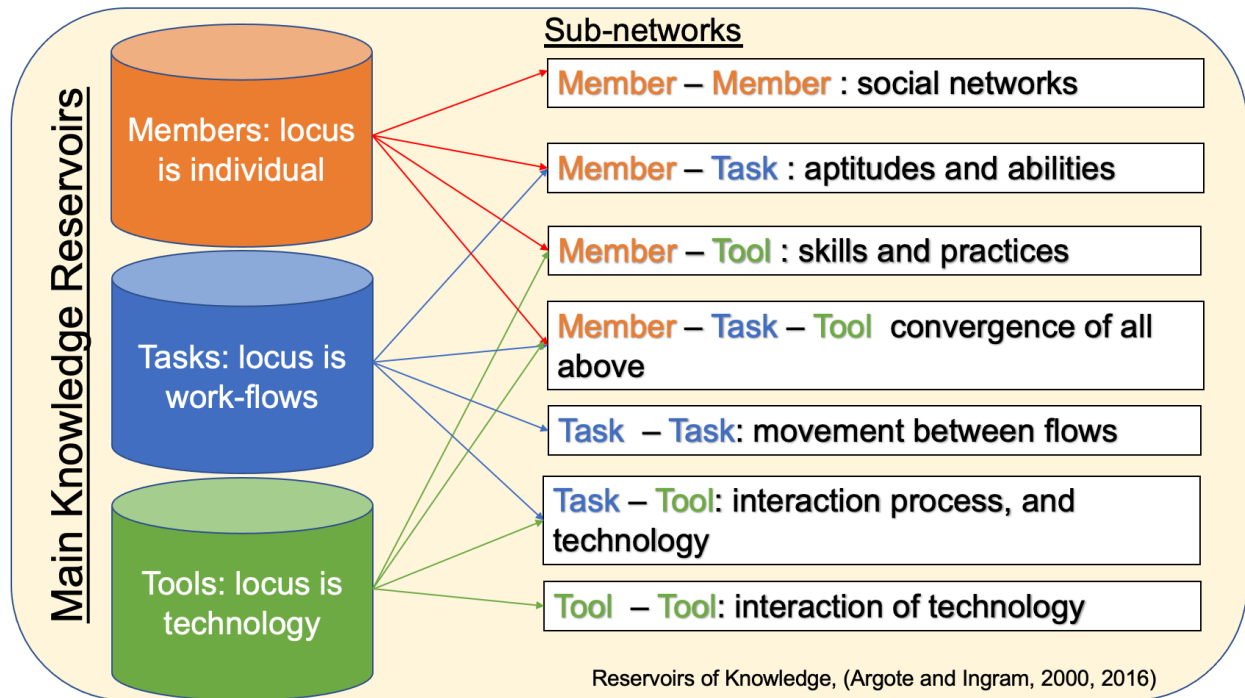 Main Knowledge Reservoirs
Members: locus
is individual
Tasks: locus is
work-flows
Tools: locus is
technology
Sub-networks
Member – Member : social networks
Member – Task : aptitudes and abilities
Member – Tool : skills and practices
Member – Task – Tool convergence of all
above
Task – Task: movement between flows
Task – Tool: interaction process, and
technology
Tool – Tool: interaction of technology
Reservoirs of Knowledge, (Argote and Ingram, 2000, 2016)